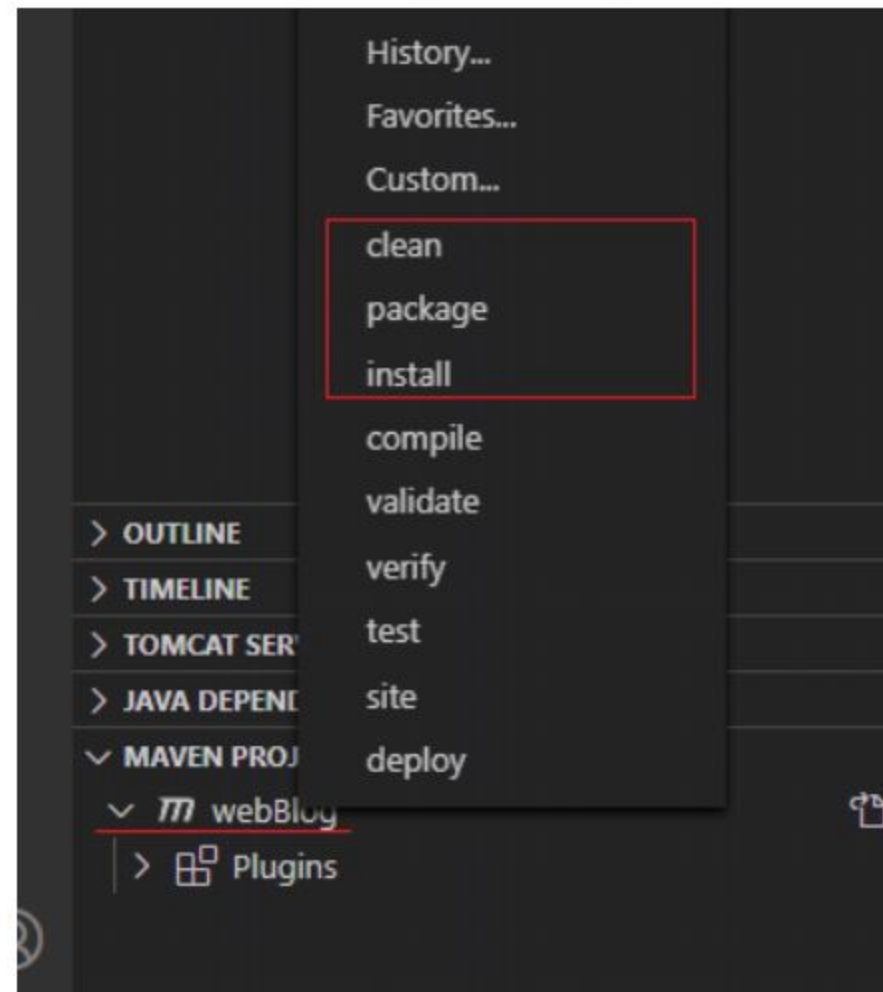 History...
Favorites...
Custom...
clean
package
install
compile
validate
verify
test
site
deploy
OUTLINE
TIMELINE
TOMCAT SER
JAVA DEPEND
MAVEN PROJ
m webBlog
Plugins